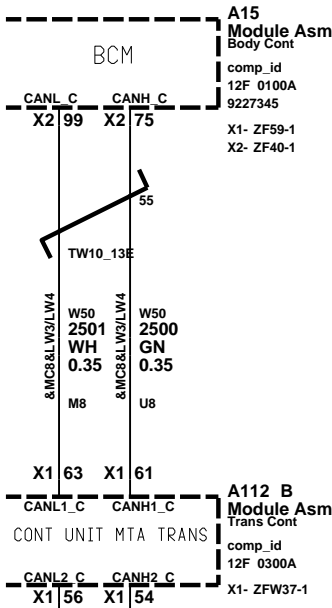 A15
Module Asm
Body Cont
comp_id
12F 0100A
9227345
X1- ZF59-1
X2- ZF40-1
BCM
CANL_C CANH_C
X2 99 X2 75
55
TW10_13E
&MC8&LW3/LW4 &MC8&LW3/LW4
W50 W50
2501 2500
WH GN
0.35 0.35
M8 U8
X1 63 X1 61
CANL1_C CANH1_C
CONT UNIT MTA TRANS
A112 B
Module Asm
Trans Cont
comp_id
12F 0300A
X1- ZFW37-1
CANL2_C CANH2_C
X1 56 X1 54